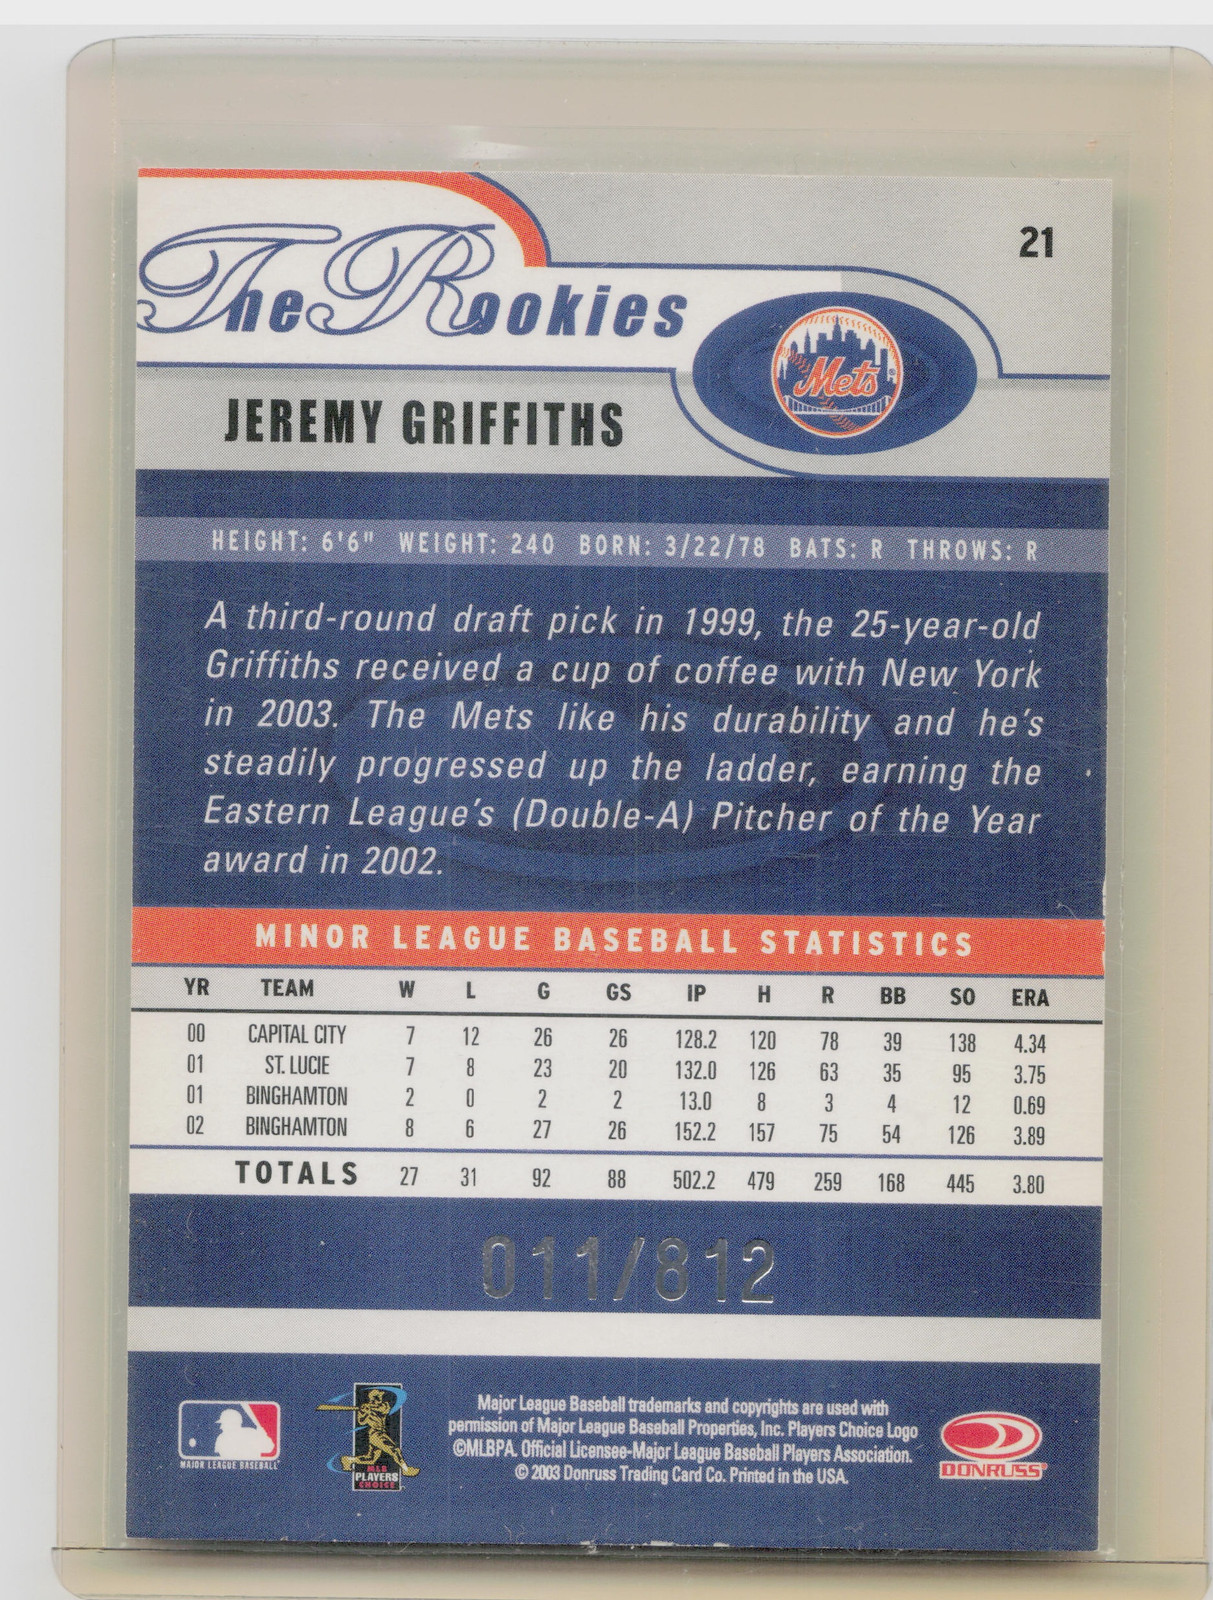 The Rookies
21
Mets
JEREMY GRIFFITHS
HEIGHT: 6'6" WEIGHT: 240 BORN: 3/22/78 BATS: R THROWS: R
A third-round draft pick in 1999, the 25-year-old
Griffiths received a cup of coffee with New York
in 2003. The Mets like his durability and he's
steadily progressed up the ladder, earning the
Eastern League's (Double-A) Pitcher of the Year
award in 2002.
MINOR LEAGUE BASEBALL STATISTICS
YR TEAM W L G GS IP H R BB SO ERA
00 CAPITAL CITY 7 12 26 26 128.2 120 78 39 138 4.34
01 ST. LUCIE 7 8 23 20 132.0 126 63 35 95 3.75
01 BINGHAMTON 2 0 2 2 13.0 8 3 4 12 0.69
02 BINGHAMTON 8 6 27 26 152.2 157 75 54 126 3.89
TOTALS 27 31 92 88 502.2 479 259 168 445 3.80
011/812
MAJOR LEAGUE BASEBALL
MLB
PLAYERS
CHOICE
Major League Baseball trademarks and copyrights are used with
permission of Major League Baseball Properties, Inc. Players Choice Logo
©MLBPA. Official Licensee-Major League Baseball Players Association.
© 2003 Donruss Trading Card Co. Printed in the USA.
DONRUSS